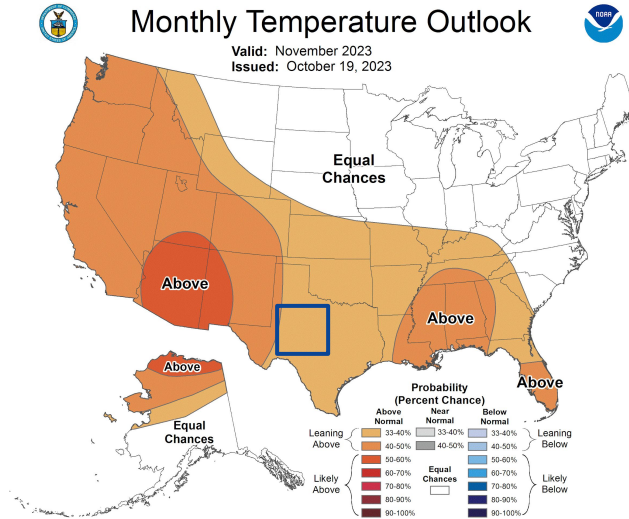 Monthly Temperature Outlook
NOAA
Valid: November 2023
Issued: October 19, 2023
Equal
Chances
Above
Above
Above
Above
Equal
Chances
Probability
(Percent Chance)
Above
Normal
Near
Normal
Below
Normal
Leaning
Above
33-40%
33-40%
33-40%
Leaning
Below
40-50%
40-50%
40-50%
Likely
Above
50-60%
Equal
Chances
50-60%
Likely
Below
60-70%
60-70%
70-80%
70-80%
80-90%
80-90%
90-100%
90-100%